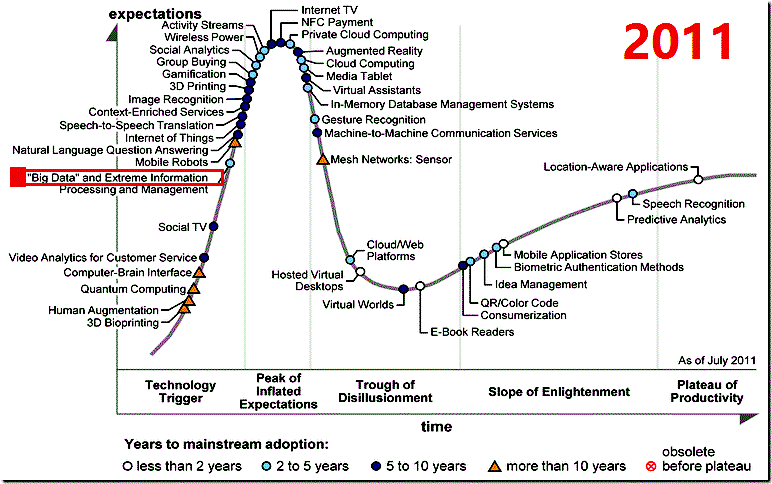 expectations
2011
Activity Streams
Wireless Power
Social Analytics
Group Buying
Gamification
3D Printing
Image Recognition
Context-Enriched Services
Speech-to-Speech Translation
Internet of Things
Natural Language Question Answering
Mobile Robots
"Big Data" and Extreme Information
Processing and Management
Social TV
Video Analytics for Customer Service
Computer-Brain Interface
Quantum Computing
Human Augmentation
3D Bioprinting
Internet TV
NFC Payment
Private Cloud Computing
Augmented Reality
Cloud Computing
Media Tablet
Virtual Assistants
In-Memory Database Management Systems
Gesture Recognition
Machine-to-Machine Communication Services
Mesh Networks: Sensor
Cloud/Web
Platforms
Hosted Virtual
Desktops
Virtual Worlds
E-Book Readers
Location-Aware Applications
Speech Recognition
Predictive Analytics
Mobile Application Stores
Biometric Authentication Methods
Idea Management
QR/Color Code
Consumerization
As of July 2011
Technology
Trigger
Peak of
Inflated
Expectations
Trough of
Disillusionment
Slope of Enlightenment
Plateau of
Productivity
time
Years to mainstream adoption:
less than 2 years
2 to 5 years
5 to 10 years
more than 10 years
obsolete
before plateau